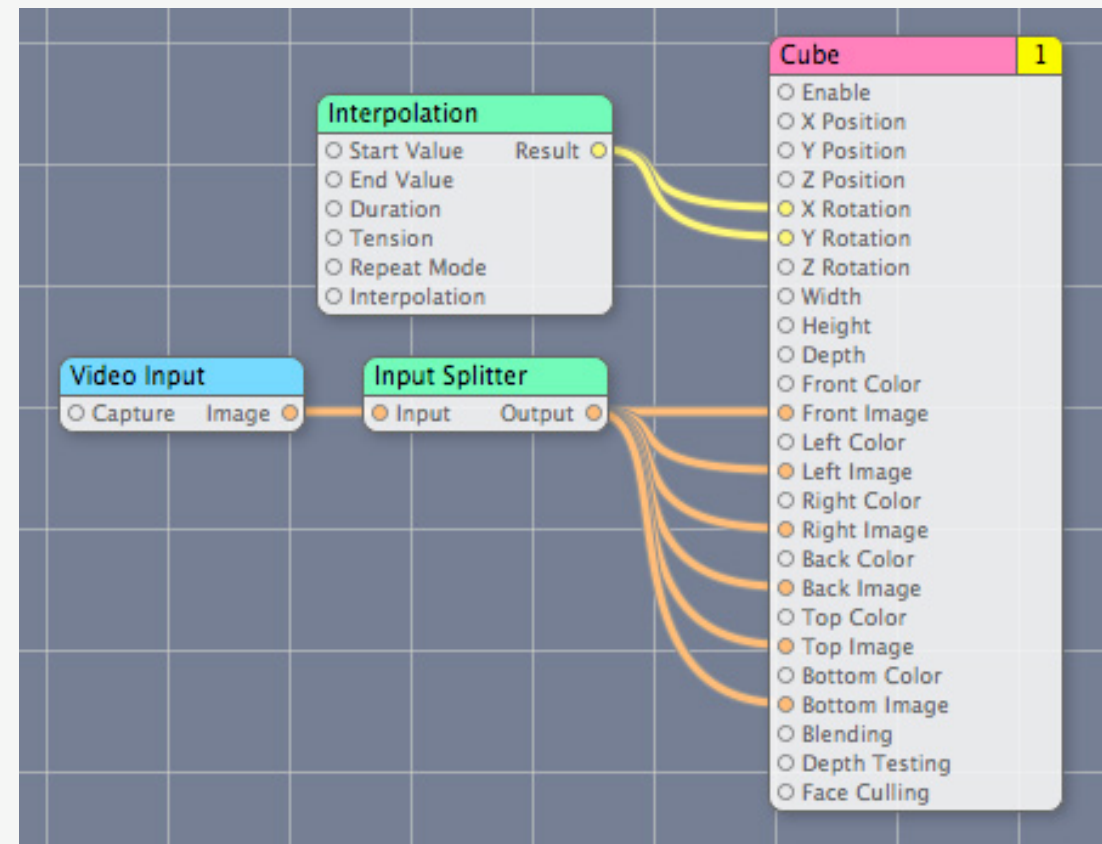 Interpolation
Start Value Result
End Value
Duration
Tension
Repeat Mode
Interpolation
Video Input
Capture Image
Input Splitter
Input Output
Cube 1
Enable
X Position
Y Position
Z Position
X Rotation
Y Rotation
Z Rotation
Width
Height
Depth
Front Color
Front Image
Left Color
Left Image
Right Color
Right Image
Back Color
Back Image
Top Color
Top Image
Bottom Color
Bottom Image
Blending
Depth Testing
Face Culling